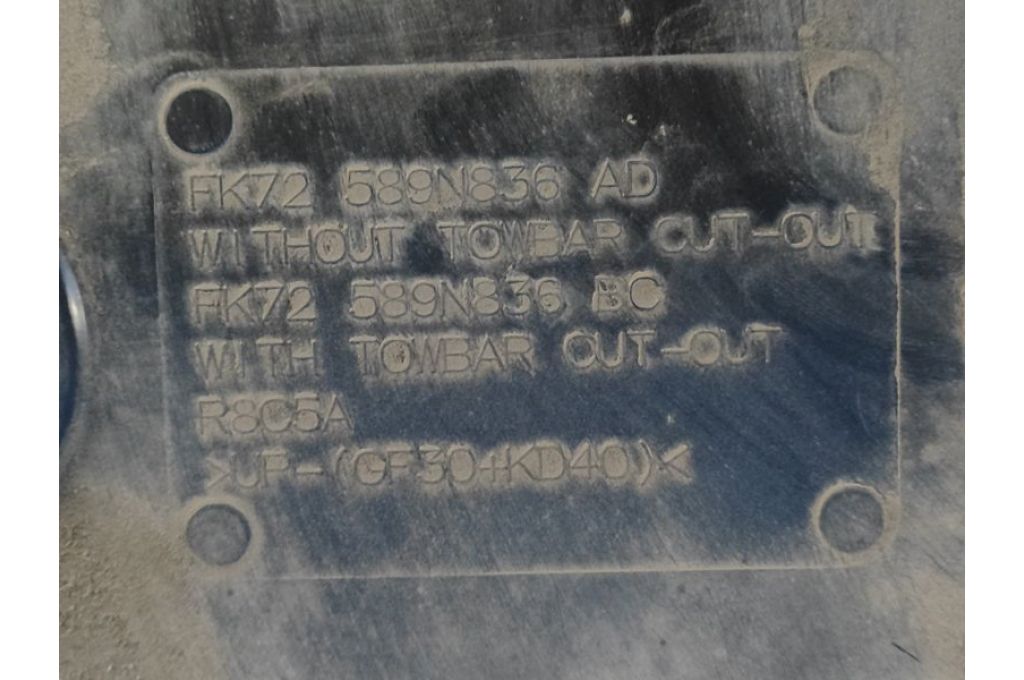 FK72 589N836 AD
WITHOUT TOWBAR CUT-OUT
FK72 589N836 BC
WITH TOWBAR CUT-OUT
R8C5A
>UP-(GF30+KD40)<